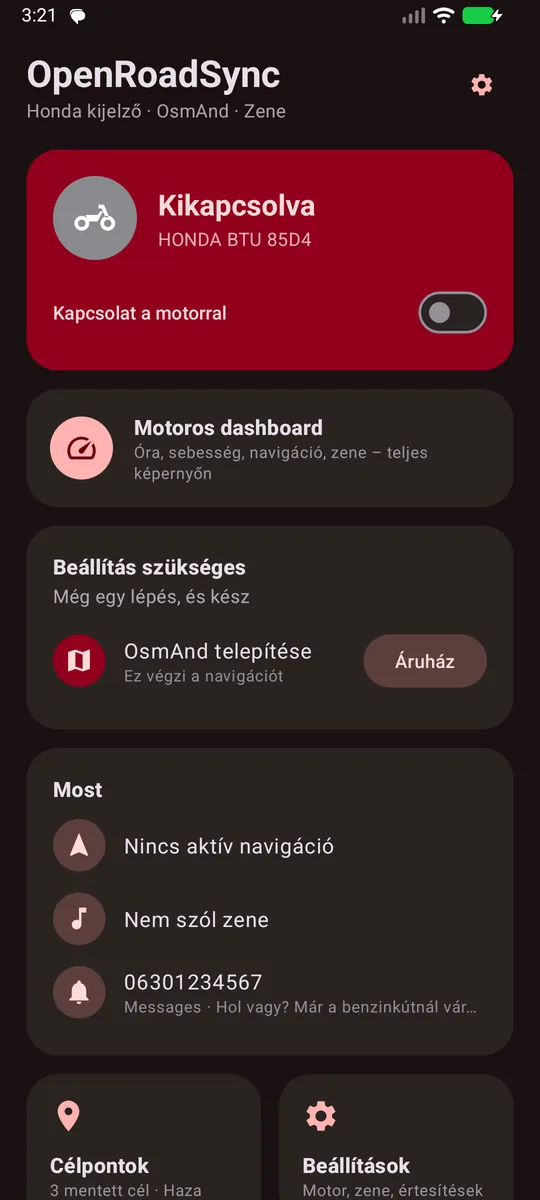 3:21
OpenRoadSync
Honda kijelző · OsmAnd · Zene
Kikapcsolva
HONDA BTU 85D4
Kapcsolat a motorral
Motoros dashboard
Óra, sebesség, navigáció, zene – teljes
képernyőn
Beállítás szükséges
Még egy lépés, és kész
OsmAnd telepítése
Ez végzi a navigációt
Áruház
Most
Nincs aktív navigáció
Nem szól zene
06301234567
Messages · Hol vagy? Már a benzinkútnál vár…
Célpontok
3 mentett cél · Haza
Beállítások
Motor, zene, értesítések